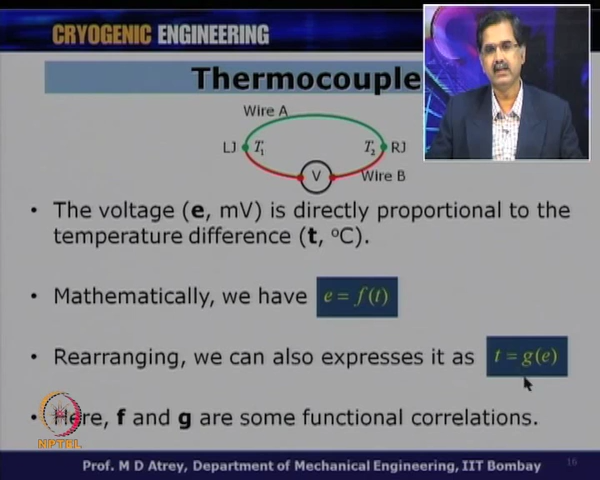 CRYOGENIC ENGINEERING
Thermocouple
Wire A
LJ T₁ T₂ RJ
V
Wire B
• The voltage (e, mV) is directly proportional to the
temperature difference (t, ⁰C).
• Mathematically, we have e = f(t)
• Rearranging, we can also expresses it as t = g(e)
• Here, f and g are some functional correlations.
NPTEL
Prof. M D Atrey, Department of Mechanical Engineering, IIT Bombay 16